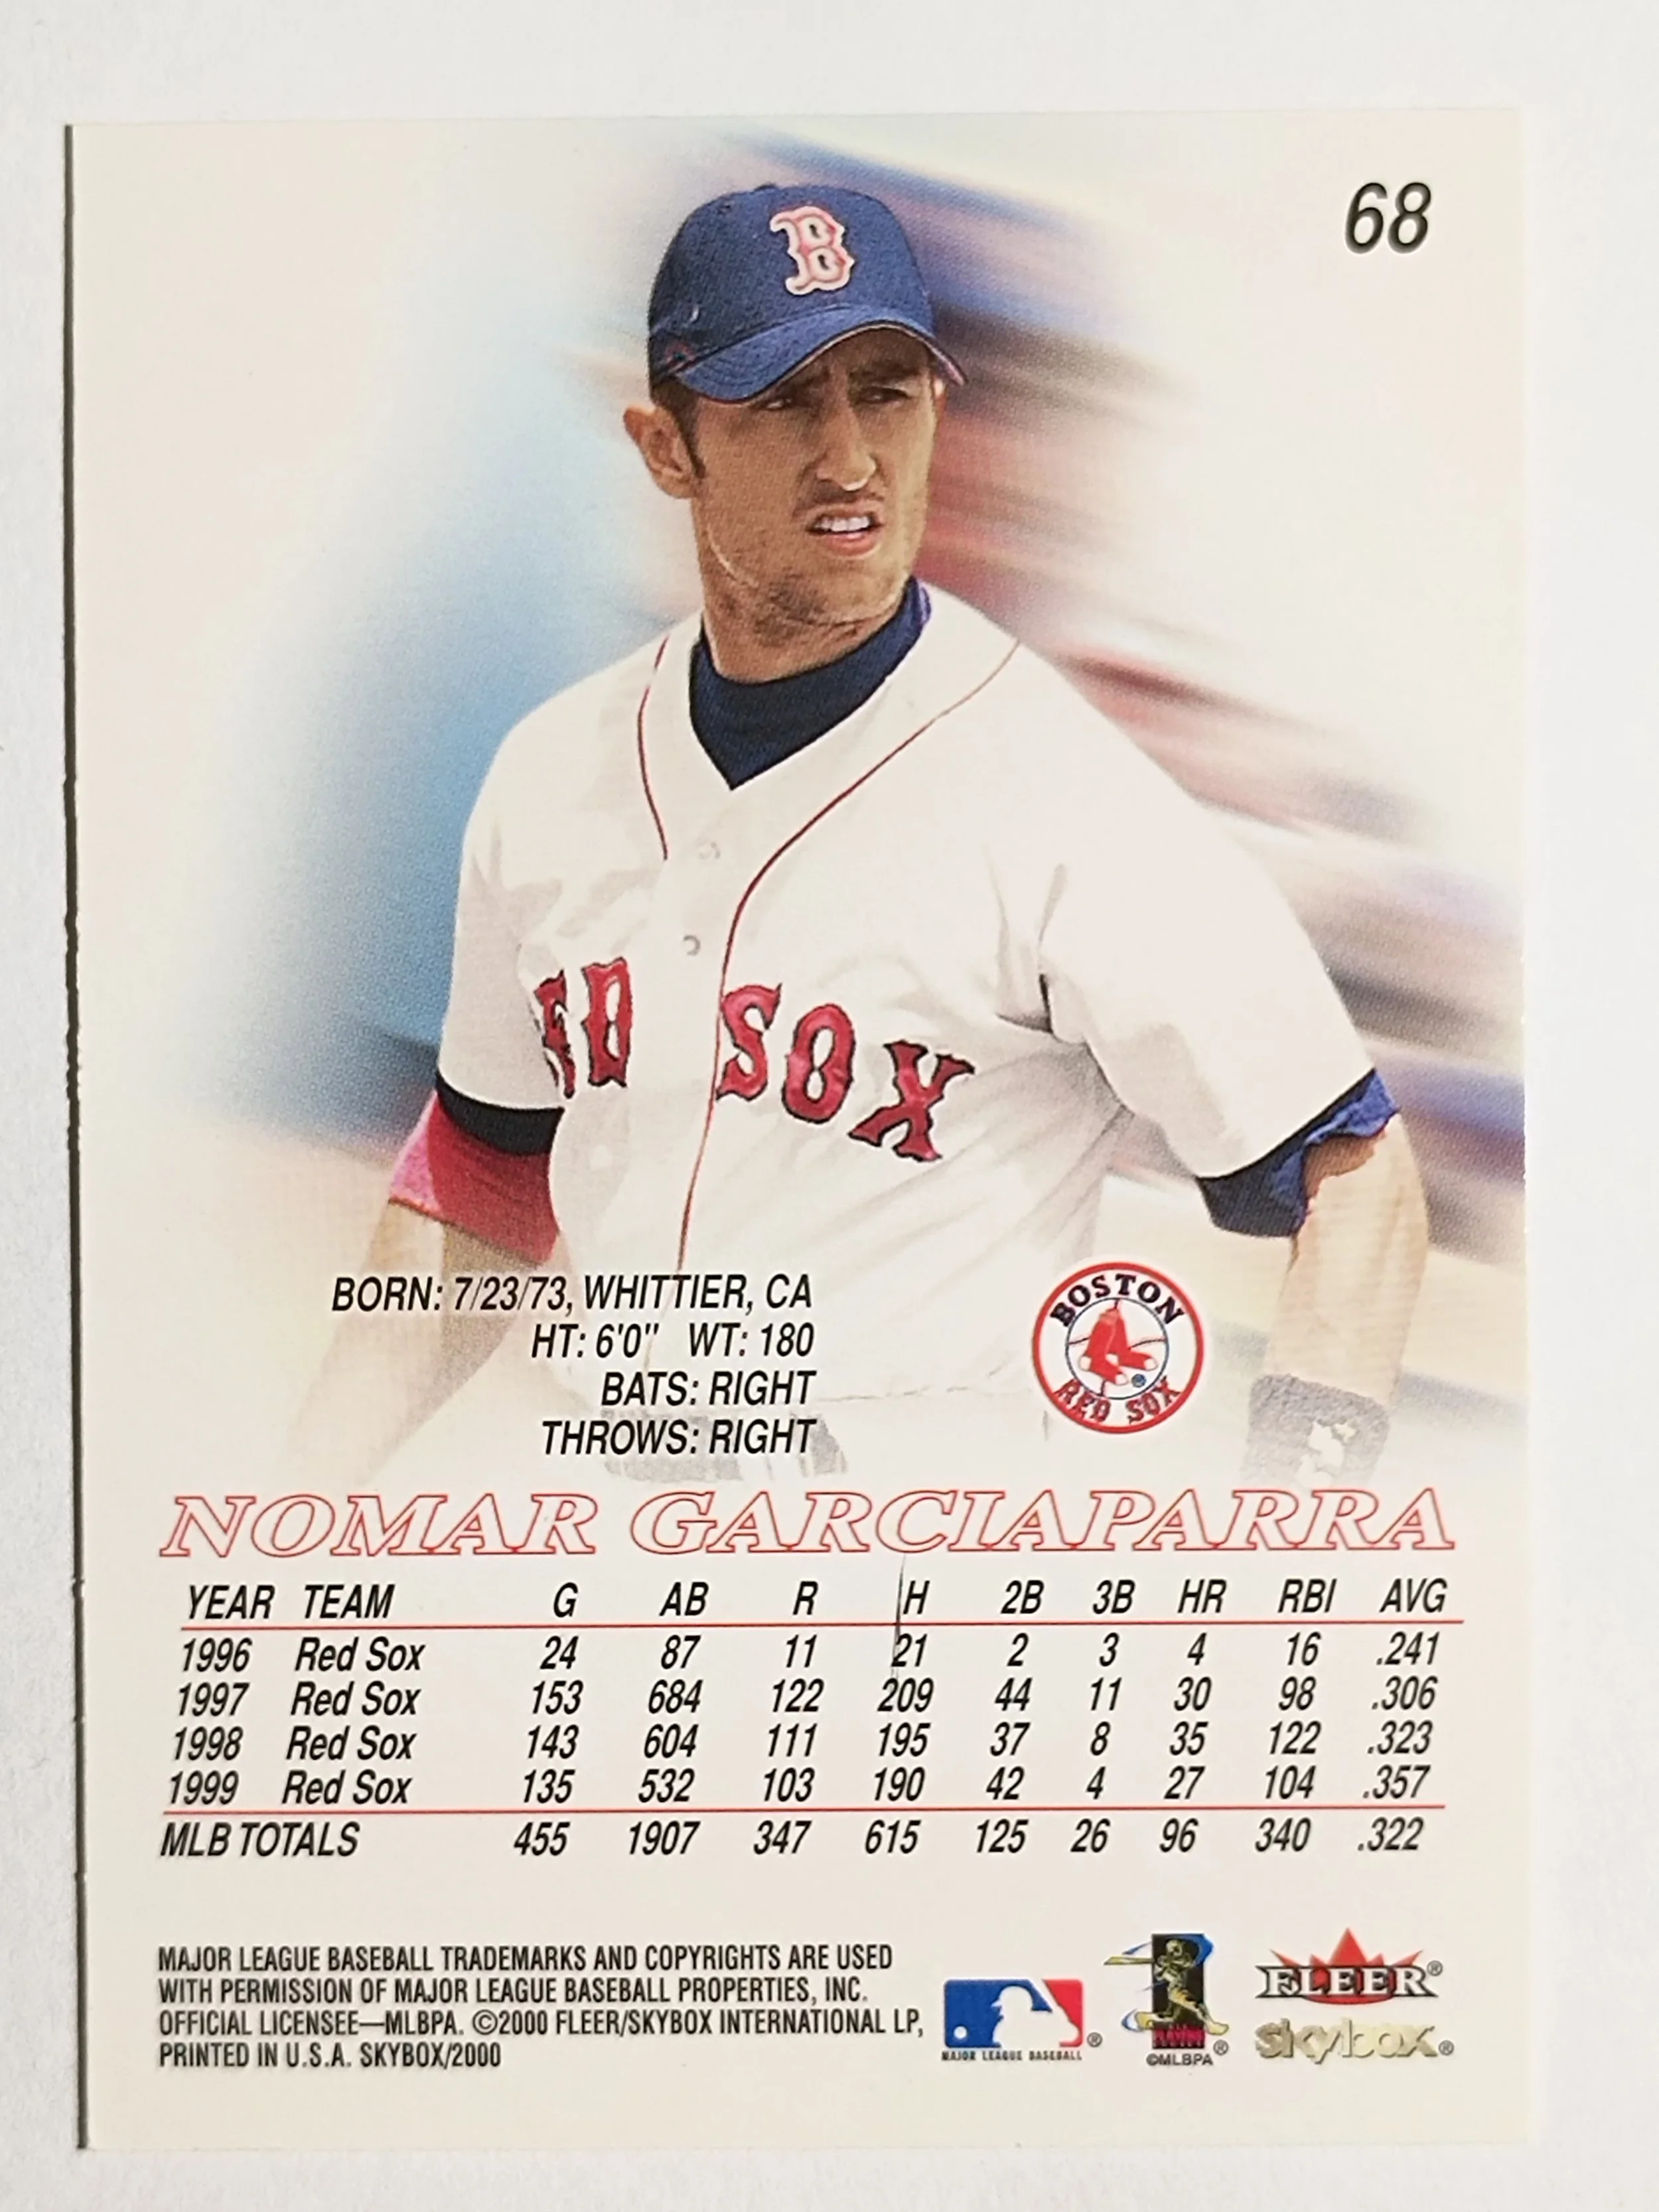 68
B
ED SOX
BORN: 7/23/73, WHITTIER, CA
HT: 6'0" WT: 180
BATS: RIGHT
THROWS: RIGHT
BOSTON
RED SOX
NOMAR GARCIAPARRA
YEAR TEAM G AB R H 2B 3B HR RBI AVG
1996 Red Sox 24 87 11 21 2 3 4 16 .241
1997 Red Sox 153 684 122 209 44 11 30 98 .306
1998 Red Sox 143 604 111 195 37 8 35 122 .323
1999 Red Sox 135 532 103 190 42 4 27 104 .357
MLB TOTALS 455 1907 347 615 125 26 96 340 .322
MAJOR LEAGUE BASEBALL TRADEMARKS AND COPYRIGHTS ARE USED
WITH PERMISSION OF MAJOR LEAGUE BASEBALL PROPERTIES, INC.
OFFICIAL LICENSEE—MLBPA. ©2000 FLEER/SKYBOX INTERNATIONAL LP,
PRINTED IN U.S.A. SKYBOX/2000
MAJOR LEAGUE BASEBALL ®
©MLBPA ®
FLEER®
skybox®